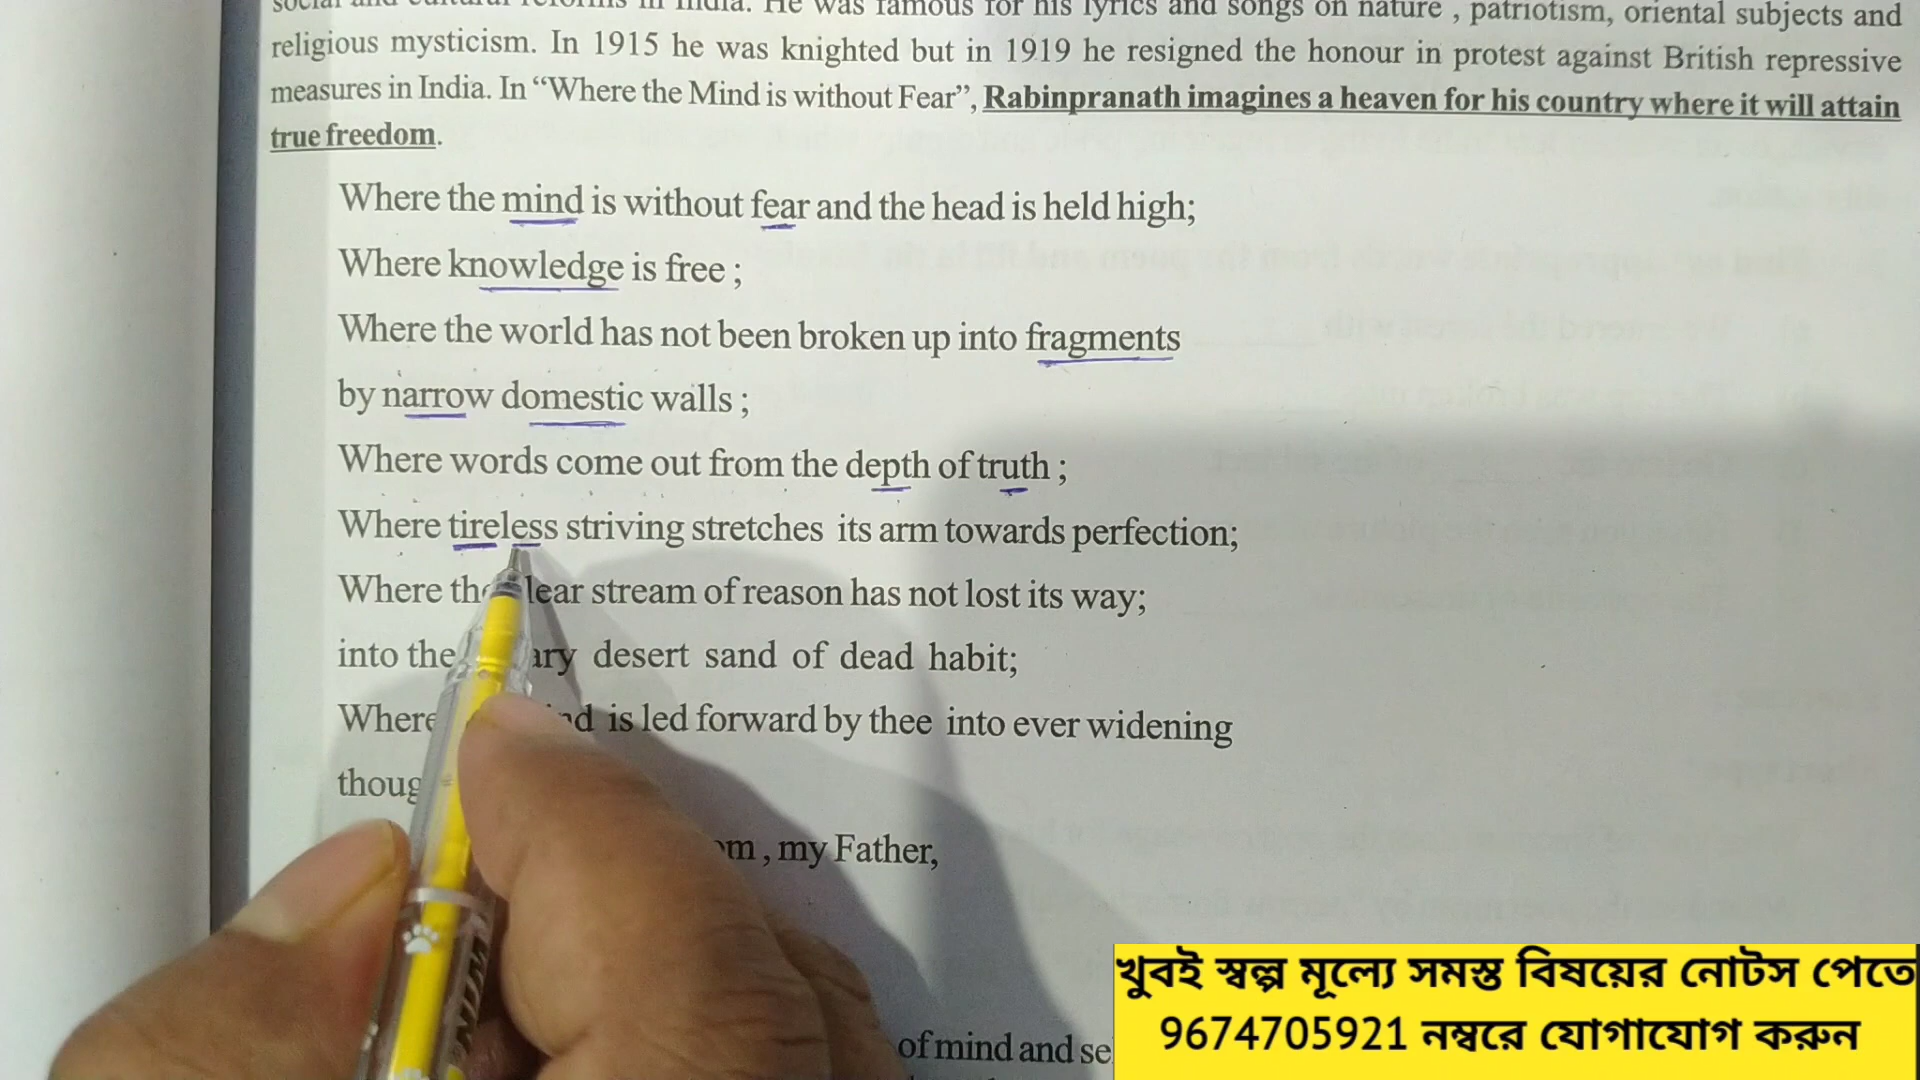 social and cultural reforms in India. He was famous for his lyrics and songs on nature , patriotism, oriental subjects and
religious mysticism. In 1915 he was knighted but in 1919 he resigned the honour in protest against British repressive
measures in India. In “Where the Mind is without Fear”, Rabinpranath imagines a heaven for his country where it will attain
true freedom.
Where the mind is without fear and the head is held high;
Where knowledge is free ;
Where the world has not been broken up into fragments
by narrow domestic walls ;
Where words come out from the depth of truth ;
Where tireless striving stretches its arm towards perfection;
Where the lear stream of reason has not lost its way;
into the ary desert sand of dead habit;
Where is led forward by thee into ever widening
thoug
my Father,
of mind and se
খুবই স্বল্প মূল্যে সমস্ত বিষয়ের নোটস পেতে
9674705921 নম্বরে যোগাযোগ করুন